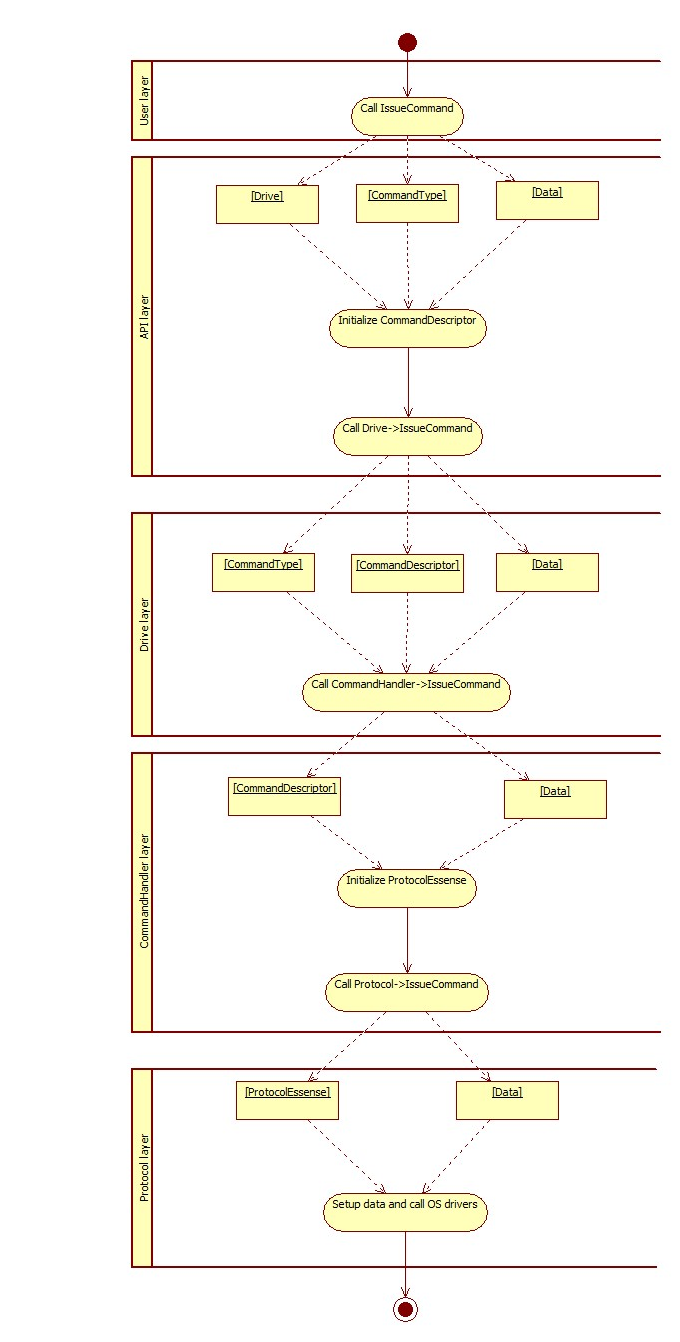 User layer
Call IssueCommand
API layer
[Drive]
[CommandType]
[Data]
Initialize CommandDescriptor
Call Drive->IssueCommand
Drive layer
[CommandType]
[CommandDescriptor]
[Data]
Call CommandHandler->IssueCommand
CommandHandler layer
[CommandDescriptor]
[Data]
Initialize ProtocolEssense
Call Protocol->IssueCommand
Protocol layer
[ProtocolEssense]
[Data]
Setup data and call OS drivers